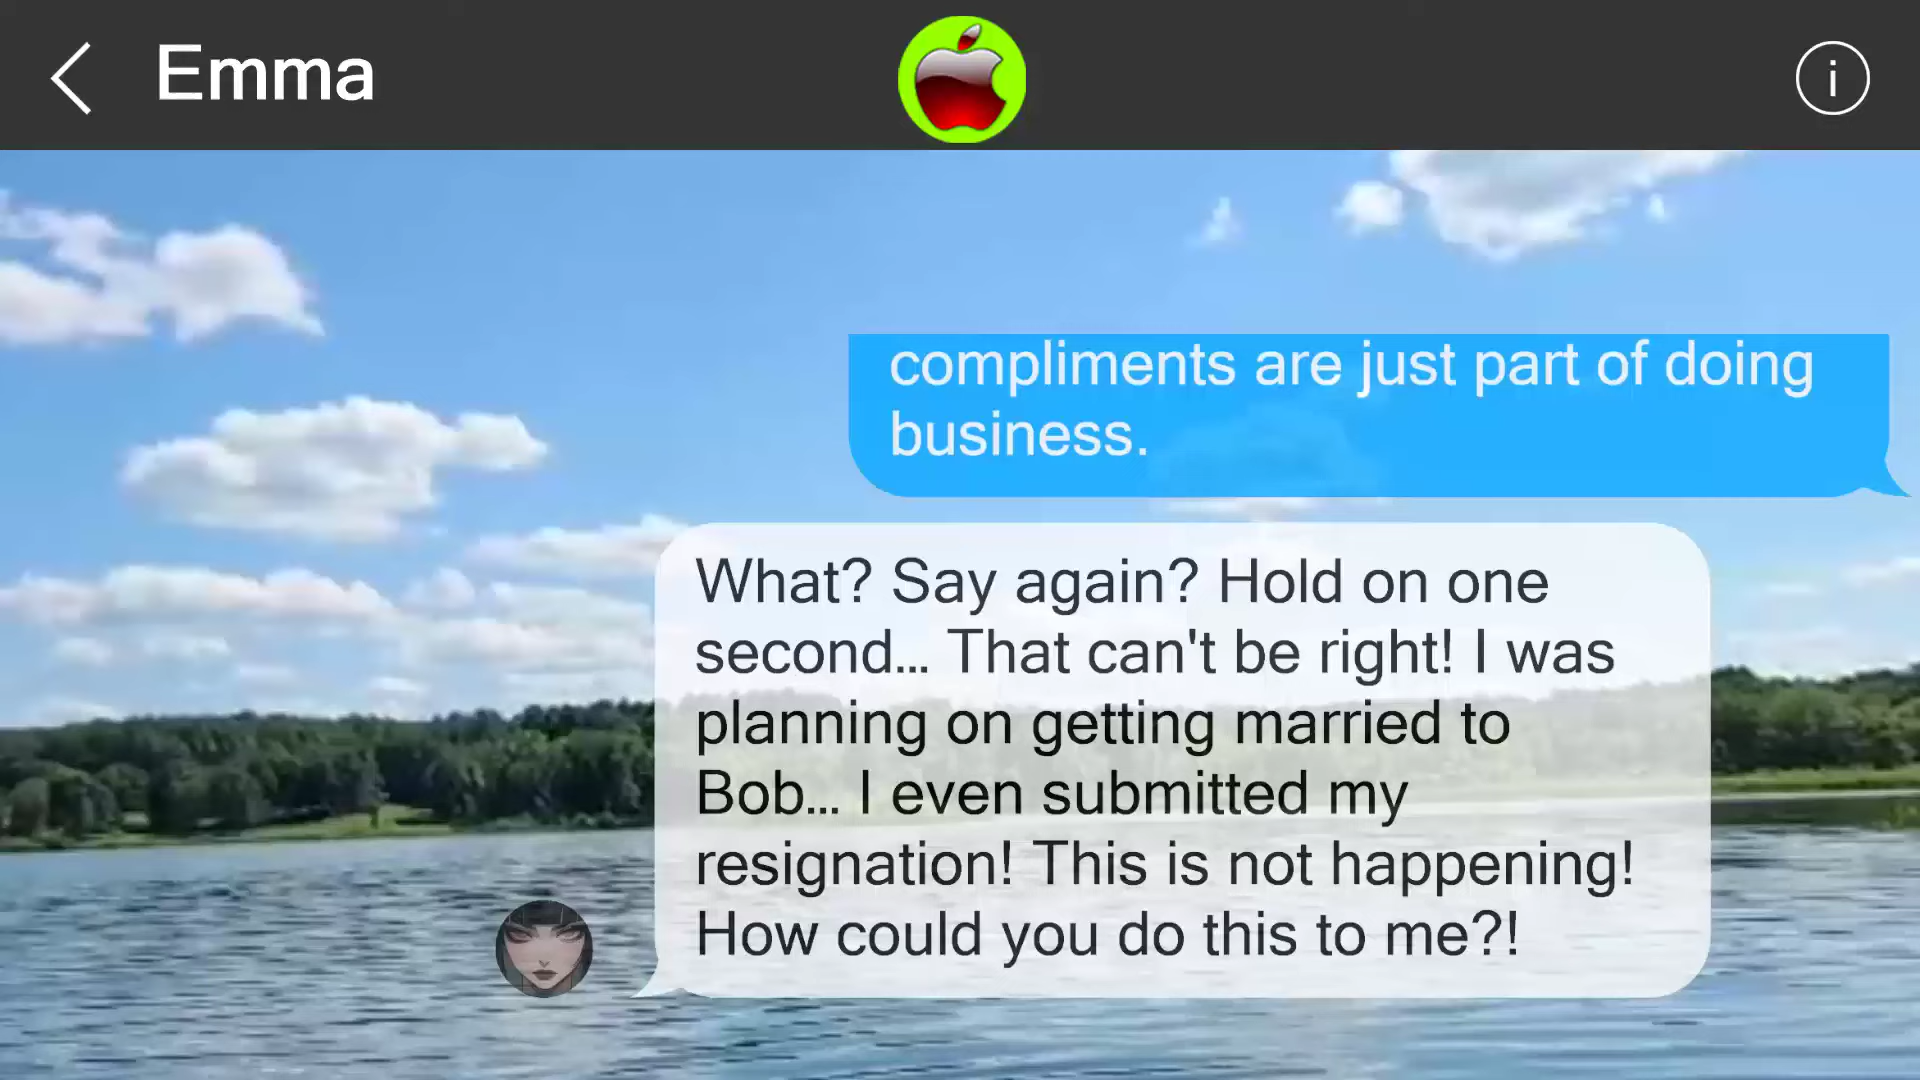 Emma
i
compliments are just part of doing
business.
What? Say again? Hold on one
second... That can't be right! I was
planning on getting married to
Bob... I even submitted my
resignation! This is not happening!
How could you do this to me?!